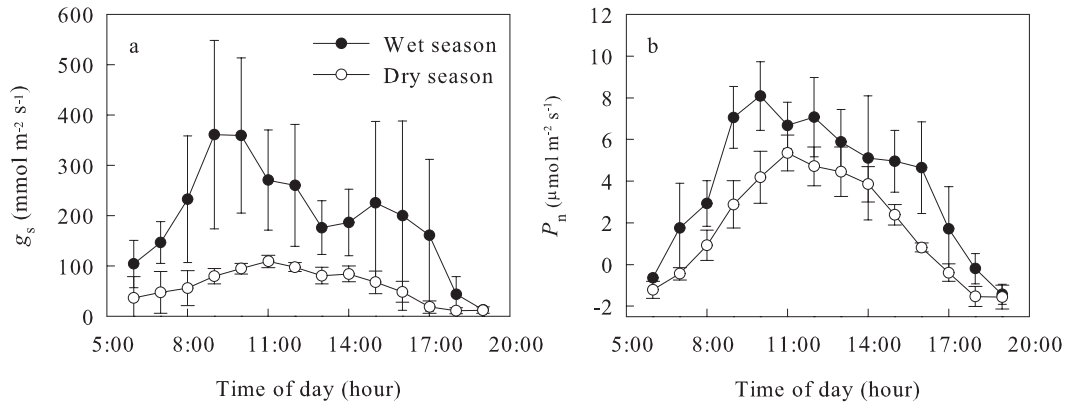 a
Wet season
Dry season
600
500
400
300
200
100
0
gs (mmol m-2 s-1)
5:00 8:00 11:00 14:00 17:00 20:00
Time of day (hour)
b
12
10
8
6
4
2
0
-2
Pn (μmol m-2 s-1)
5:00 8:00 11:00 14:00 17:00 20:00
Time of day (hour)